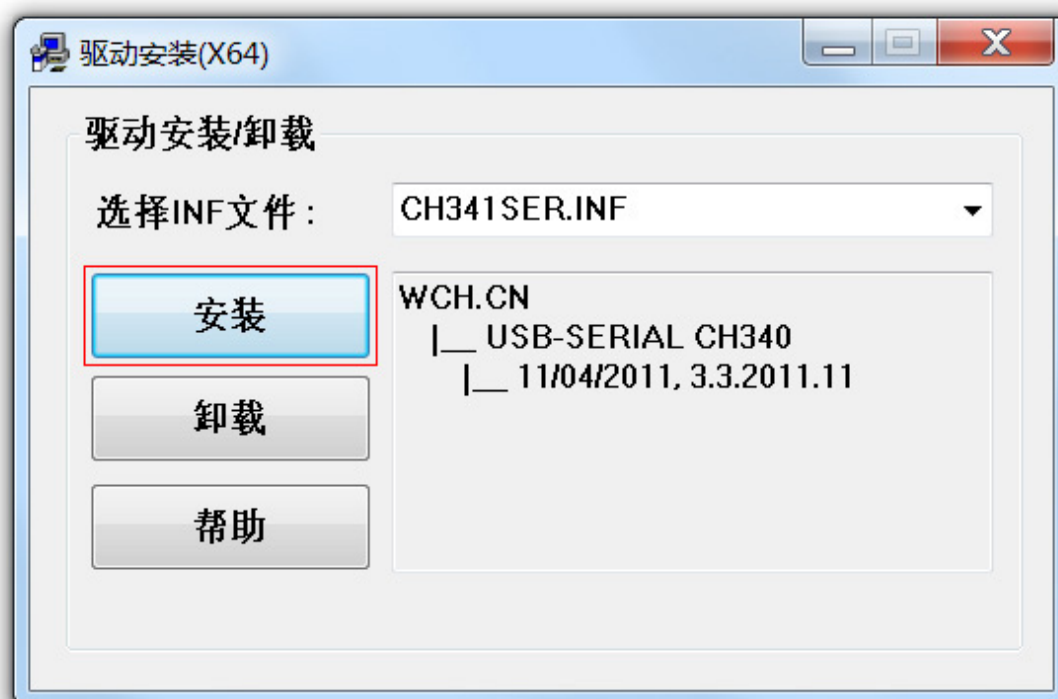 驱动安装(X64)
驱动安装/卸载
选择INF文件：
CH341SER.INF
安装
卸载
帮助
WCH.CN
|__ USB-SERIAL CH340
|__ 11/04/2011, 3.3.2011.11